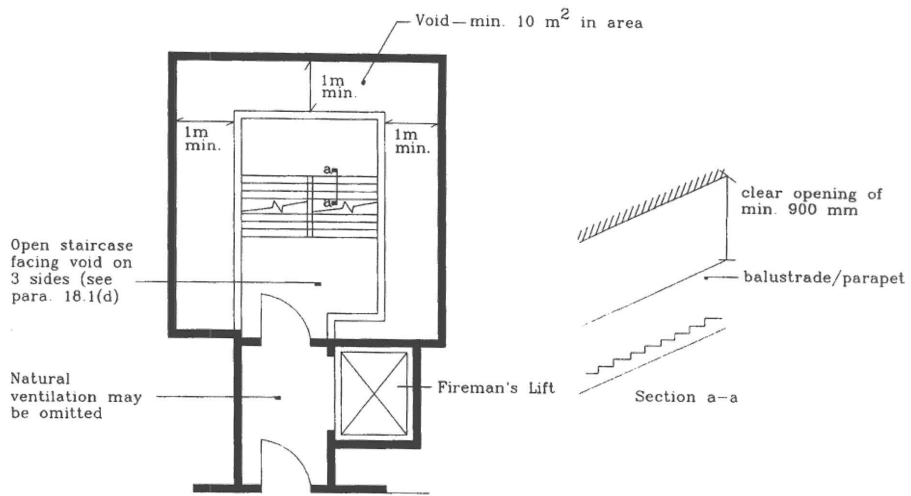 Void—min. 10 m² in area
1m
min.
1m
min.
1m
min.
a
a
clear opening of
min. 900 mm
Open staircase
facing void on
3 sides (see
para. 18.1(d)
balustrade/parapet
Natural
ventilation may
be omitted
Fireman's Lift
Section a-a